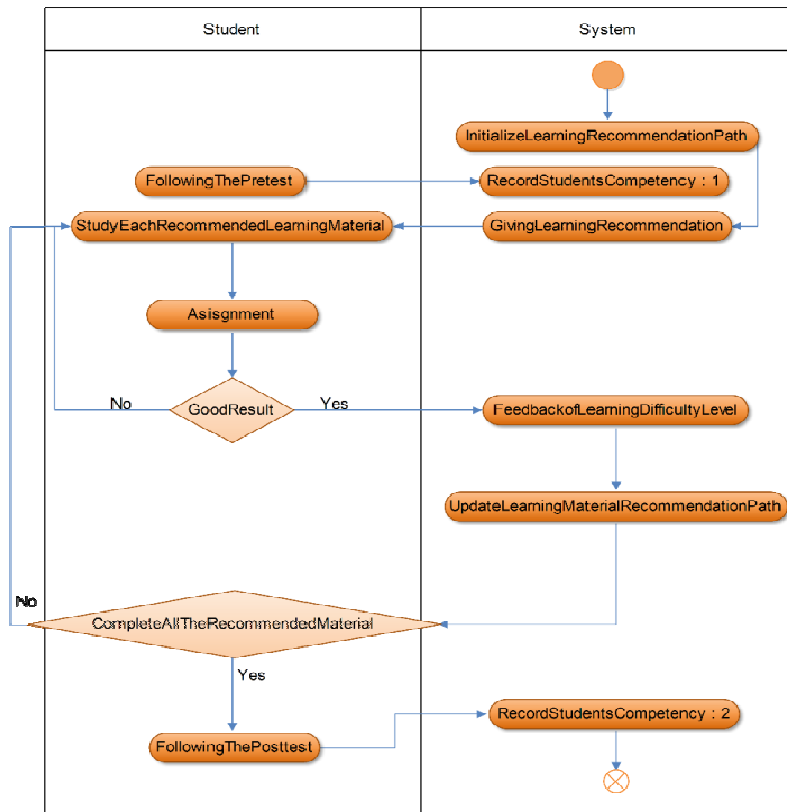 Student
System
InitializeLearningRecommendationPath
FollowingThePretest
RecordStudentsCompetency : 1
StudyEachRecommendedLearningMaterial
GivingLearningRecommendation
Asisgnment
GoodResult
No
Yes
FeedbackofLearningDifficultyLevel
UpdateLearningMaterialRecommendationPath
No
CompleteAllTheRecommendedMaterial
Yes
RecordStudentsCompetency : 2
FollowingThePosttest